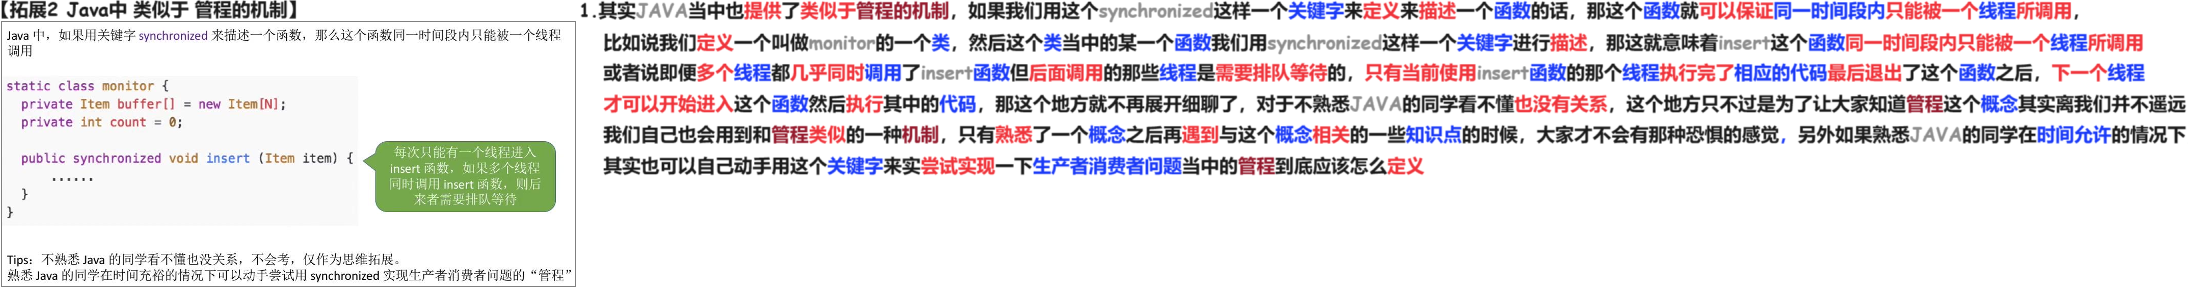 【拓展2 Java中 类似于 管程的机制】
Java 中，如果用关键字 synchronized 来描述一个函数，那么这个函数同一时间段内只能被一个线程
调用
static class monitor {
private Item buffer[] = new Item[N];
private int count = 0;
public synchronized void insert (Item item) {
......
}
}
每次只能有一个线程进入
insert 函数，如果多个线程
同时调用 insert 函数，则后
来者需要排队等待
Tips：不熟悉 Java 的同学看不懂也没关系，不会考，仅作为思维拓展。
熟悉 Java 的同学在时间充裕的情况下可以动手尝试用 synchronized 实现生产者消费者问题的“管程”
1.其实JAVA当中也提供了类似于管程的机制，如果我们用这个synchronized这样一个关键字来定义来描述一个函数的话，那这个函数就可以保证同一时间段内只能被一个线程所调用，
比如说我们定义一个叫做monitor的一个类，然后这个类当中的某一个函数我们用synchronized这样一个关键字进行描述，那这就意味着insert这个函数同一时间段内只能被一个线程所调用
或者说即便多个线程都几乎同时调用了insert函数但后面调用的那些线程是需要排队等待的，只有当前使用insert函数的那个线程执行完了相应的代码最后退出了这个函数之后，下一个线程
才可以开始进入这个函数然后执行其中的代码，那这个地方就不再展开细聊了，对于不熟悉JAVA的同学看不懂也没有关系，这个地方只不过是为了让大家知道管程这个概念其实离我们并不遥远
我们自己也会用到和管程类似的一种机制，只有熟悉了一个概念之后再遇到与这个概念相关的一些知识点的时候，大家才不会有那种恐惧的感觉，另外如果熟悉JAVA的同学在时间允许的情况下
其实也可以自己动手用这个关键字来实尝试实现一下生产者消费者问题当中的管程到底应该怎么定义